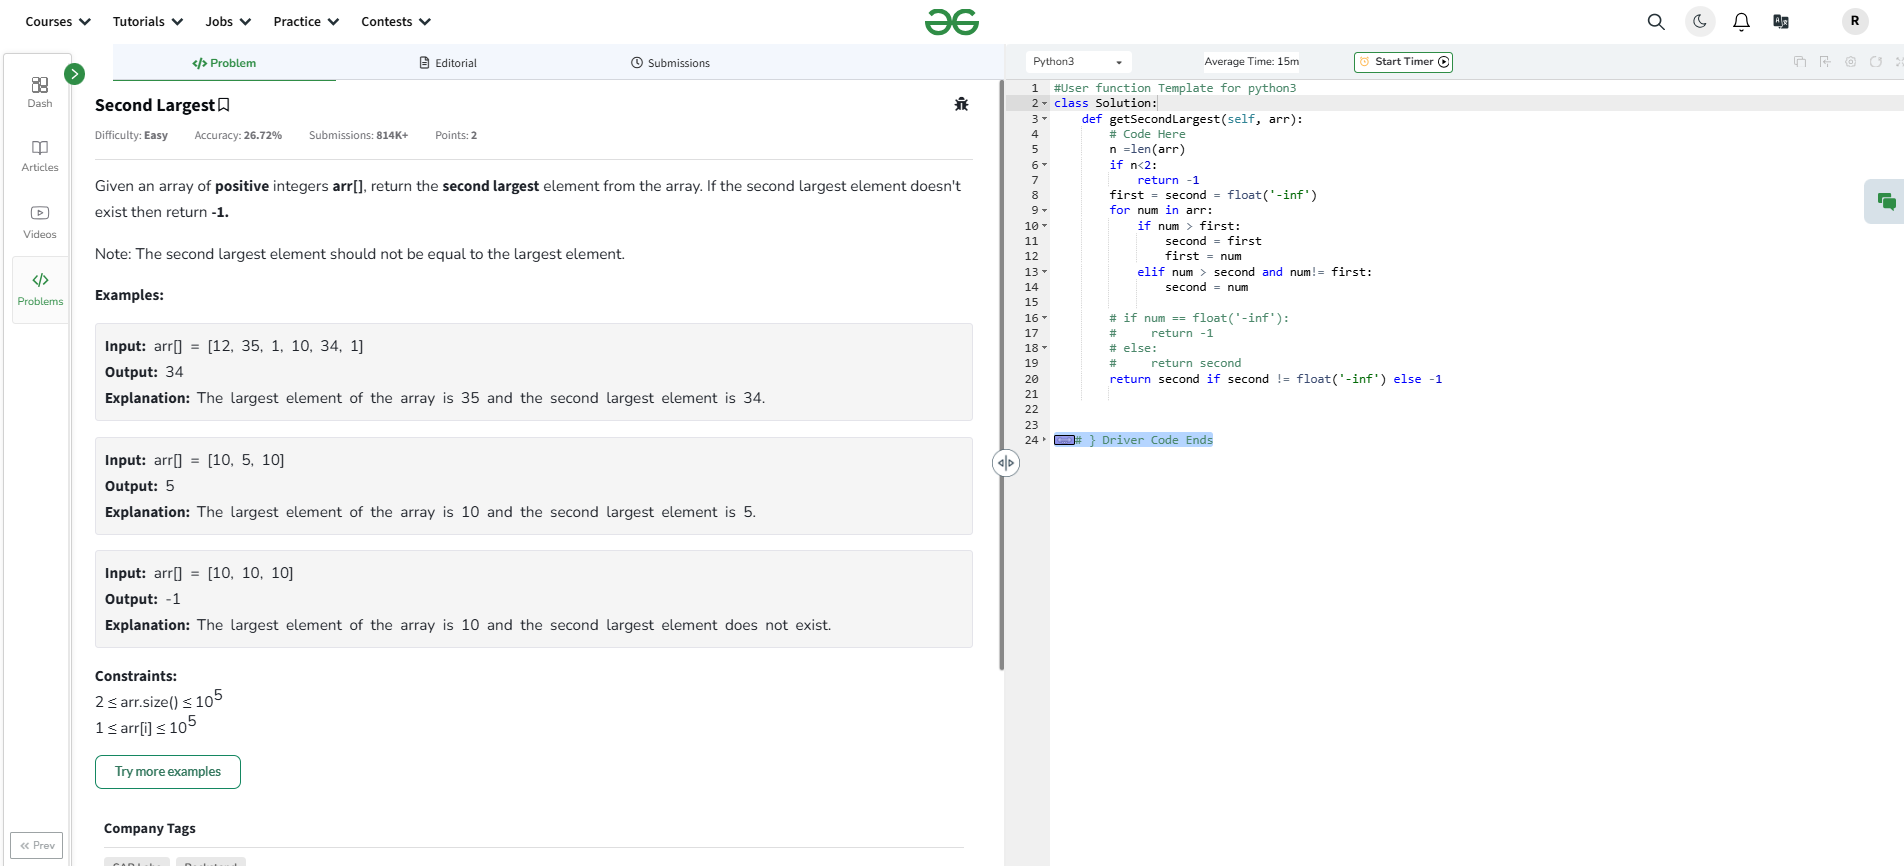 Courses Tutorials Jobs Practice Contests
R
Problem Editorial Submissions
Python3 Average Time: 15m Start Timer
Dash
Articles
Videos
Problems
Prev
Second Largest
Difficulty: Easy Accuracy: 26.72% Submissions: 814K+ Points: 2
Given an array of positive integers arr[], return the second largest element from the array. If the second largest element doesn't
exist then return -1.
Note: The second largest element should not be equal to the largest element.
Examples:
Input: arr[] = [12, 35, 1, 10, 34, 1]
Output: 34
Explanation: The largest element of the array is 35 and the second largest element is 34.
Input: arr[] = [10, 5, 10]
Output: 5
Explanation: The largest element of the array is 10 and the second largest element is 5.
Input: arr[] = [10, 10, 10]
Output: -1
Explanation: The largest element of the array is 10 and the second largest element does not exist.
Constraints:
2 ≤ arr.size() ≤ 10^5
1 ≤ arr[i] ≤ 10^5
Try more examples
Company Tags
1 #User function Template for python3
2 class Solution:
3     def getSecondLargest(self, arr):
4         # Code Here
5         n =len(arr)
6         if n<2:
7             return -1
8         first = second = float('-inf')
9         for num in arr:
10             if num > first:
11                 second = first
12                 first = num
13             elif num > second and num!= first:
14                 second = num
15
16         # if num == float('-inf'):
17         #     return -1
18         # else:
19         #     return second
20         return second if second != float('-inf') else -1
21
22
23
24 # } Driver Code Ends